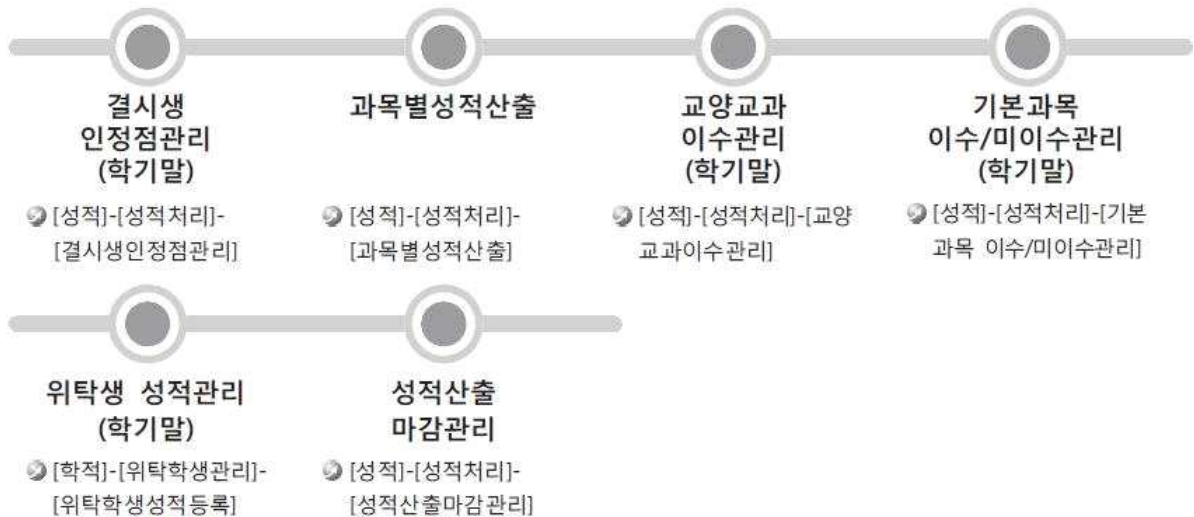 결시생
인정점관리
(학기말)
[성적]-[성적처리]-
[결시생인정점관리]
과목별성적산출
[성적]-[성적처리]-
[과목별성적산출]
교양교과
이수관리
(학기말)
[성적]-[성적처리]-[교양
교과이수관리]
기본과목
이수/미이수관리
(학기말)
[성적]-[성적처리]-[기본
과목 이수/미이수관리]
위탁생 성적관리
(학기말)
[학적]-[위탁학생관리]-
[위탁학생성적등록]
성적산출
마감관리
[성적]-[성적처리]-
[성적산출마감관리]